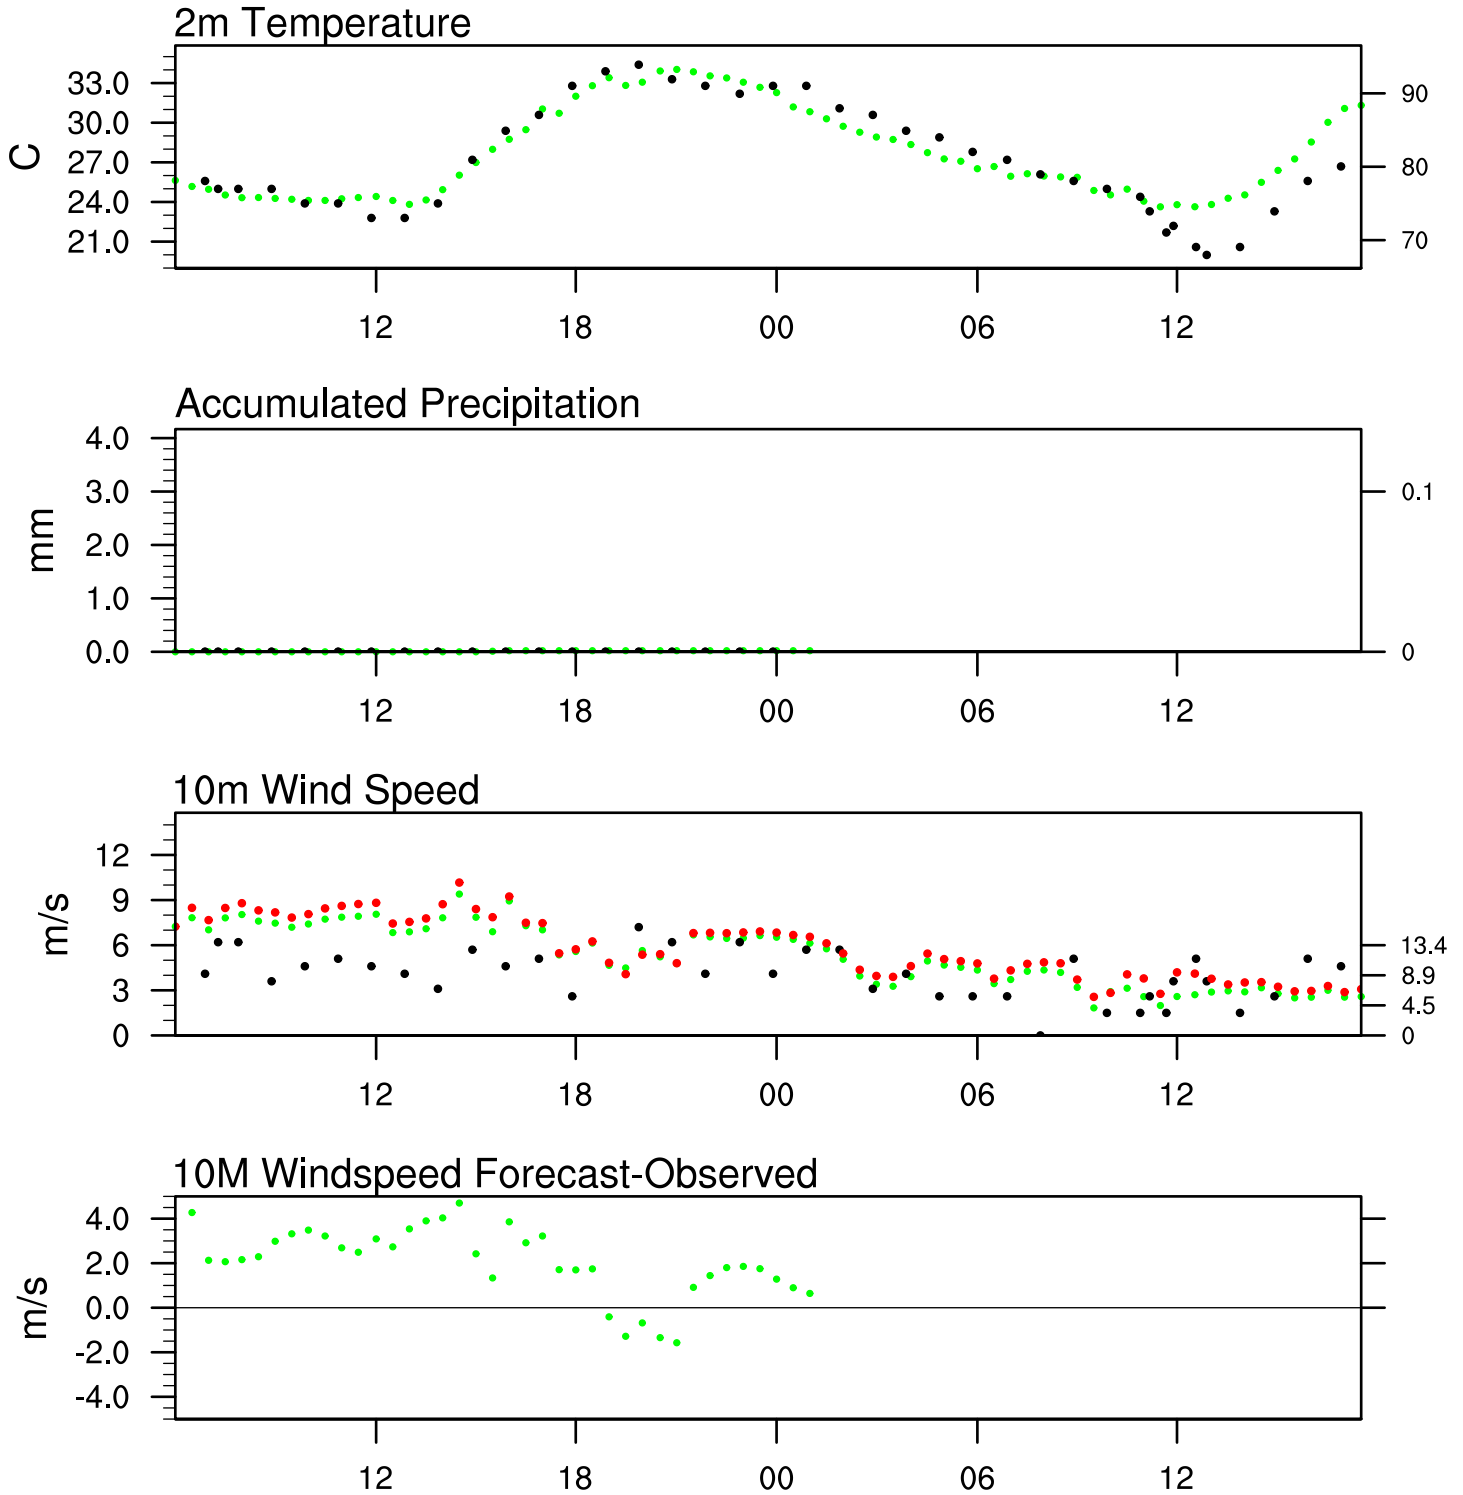 2m Temperature
33.0
30.0
27.0
24.0
21.0
C
90
80
70
12 18 00 06 12
Accumulated Precipitation
4.0
3.0
2.0
1.0
0.0
mm
0.1
0
12 18 00 06 12
10m Wind Speed
12
9
6
3
0
m/s
13.4
8.9
4.5
0
12 18 00 06 12
10M Windspeed Forecast-Observed
4.0
2.0
0.0
-2.0
-4.0
m/s
12 18 00 06 12